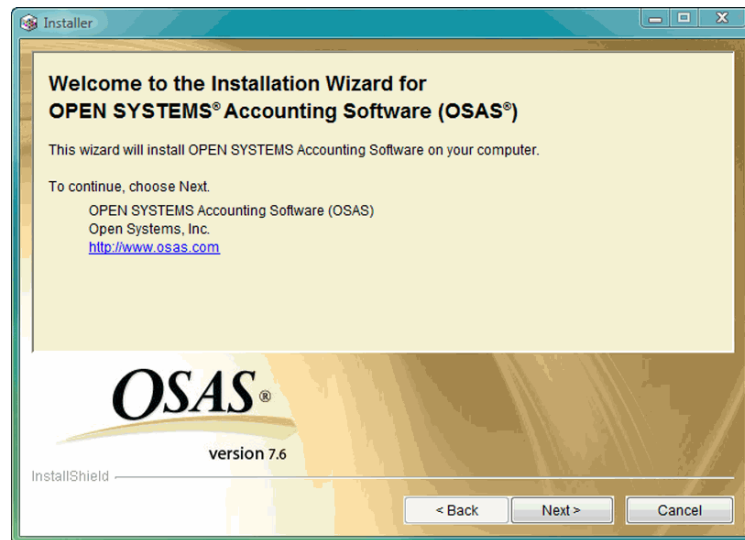 Installer
Welcome to the Installation Wizard for
OPEN SYSTEMS® Accounting Software (OSAS®)
This wizard will install OPEN SYSTEMS Accounting Software on your computer.
To continue, choose Next.
OPEN SYSTEMS Accounting Software (OSAS)
Open Systems, Inc.
http://www.osas.com
OSAS®
version 7.6
InstallShield
< Back
Next >
Cancel